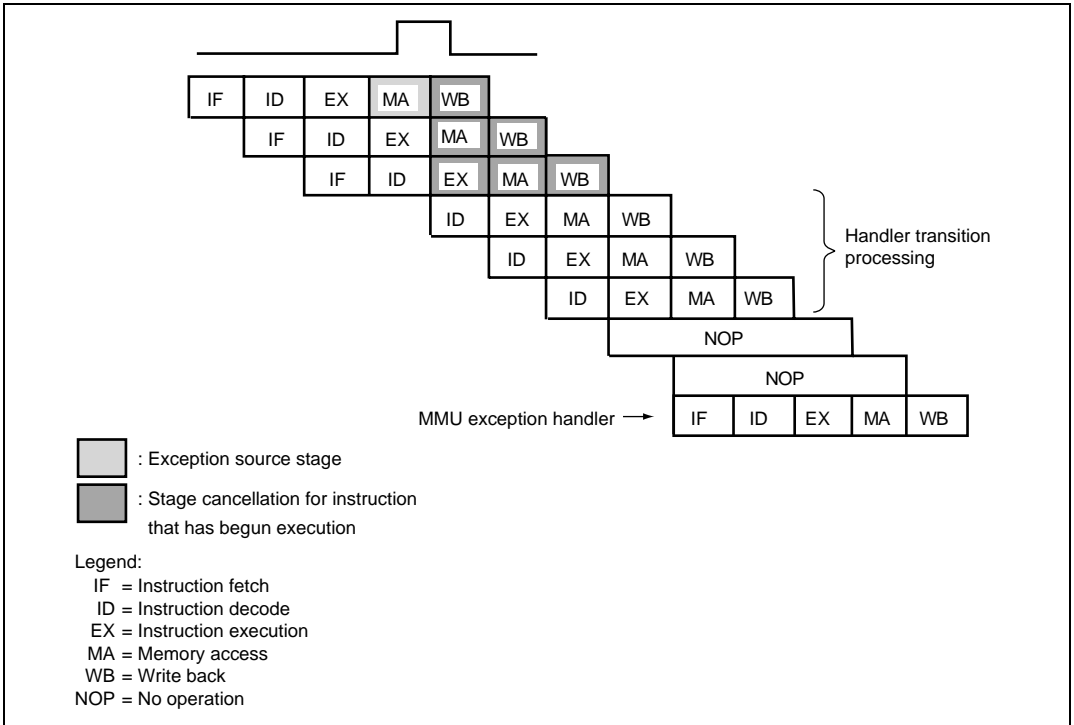 IF ID EX MA WB
IF ID EX MA WB
IF ID EX MA WB
ID EX MA WB
ID EX MA WB
ID EX MA WB
Handler transition
processing
NOP
NOP
MMU exception handler
IF ID EX MA WB
: Exception source stage
: Stage cancellation for instruction
that has begun execution
Legend:
IF = Instruction fetch
ID = Instruction decode
EX = Instruction execution
MA = Memory access
WB = Write back
NOP = No operation